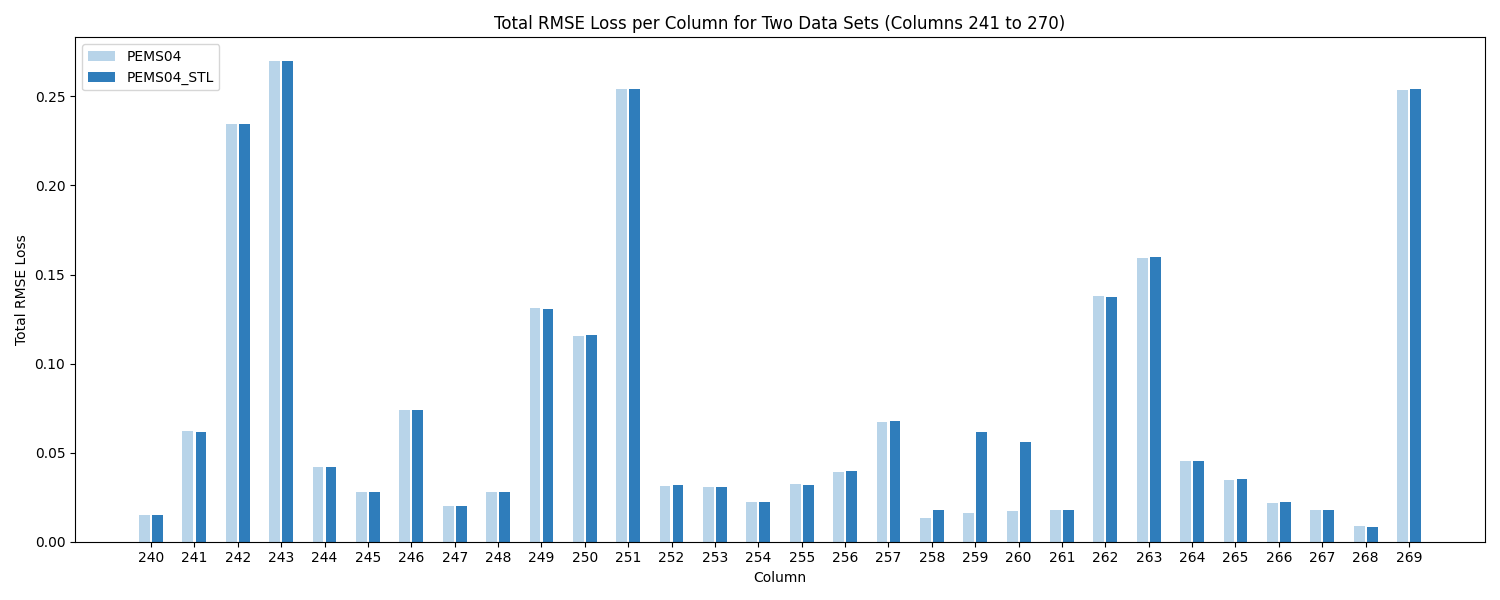 Total RMSE Loss per Column for Two Data Sets (Columns 241 to 270)
PEMS04
PEMS04_STL
Total RMSE Loss
0.25
0.20
0.15
0.10
0.05
0.00
240 241 242 243 244 245 246 247 248 249 250 251 252 253 254 255 256 257 258 259 260 261 262 263 264 265 266 267 268 269
Column